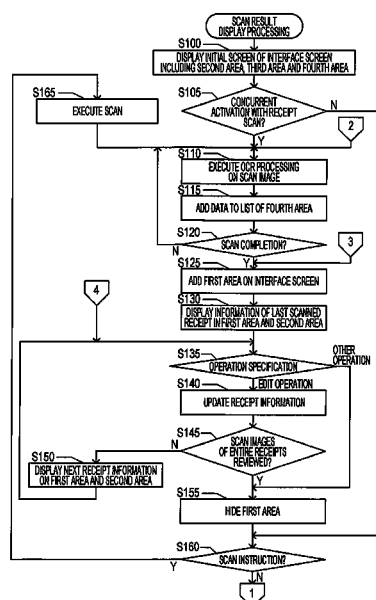 SCAN RESULT
DISPLAY PROCESSING
S100
DISPLAY INITIAL SCREEN OF INTERFACE SCREEN
INCLUDING SECOND AREA, THIRD AREA AND FOURTH AREA
S165
EXECUTE SCAN
S105
CONCURRENT
ACTIVATION WITH RECEIPT
SCAN?
N
Y
2
S110
EXECUTE OCR PROCESSING
ON SCAN IMAGE
S115
ADD DATA TO LIST OF FOURTH AREA
S120
SCAN COMPLETION?
N
Y
3
S125
ADD FIRST AREA ON INTERFACE SCREEN
4
S130
DISPLAY INFORMATION OF LAST SCANNED
RECEIPT IN FIRST AREA AND SECOND AREA
S135
OPERATION SPECIFICATION
OTHER
OPERATION
EDIT OPERATION
S140
UPDATE RECEIPT INFORMATION
S145
SCAN IMAGES
OF ENTIRE RECEIPTS
REVIEWED?
N
Y
S150
DISPLAY NEXT RECEIPT INFORMATION
ON FIRST AREA AND SECOND AREA
S155
HIDE FIRST AREA
S160
SCAN INSTRUCTION?
Y
N
1